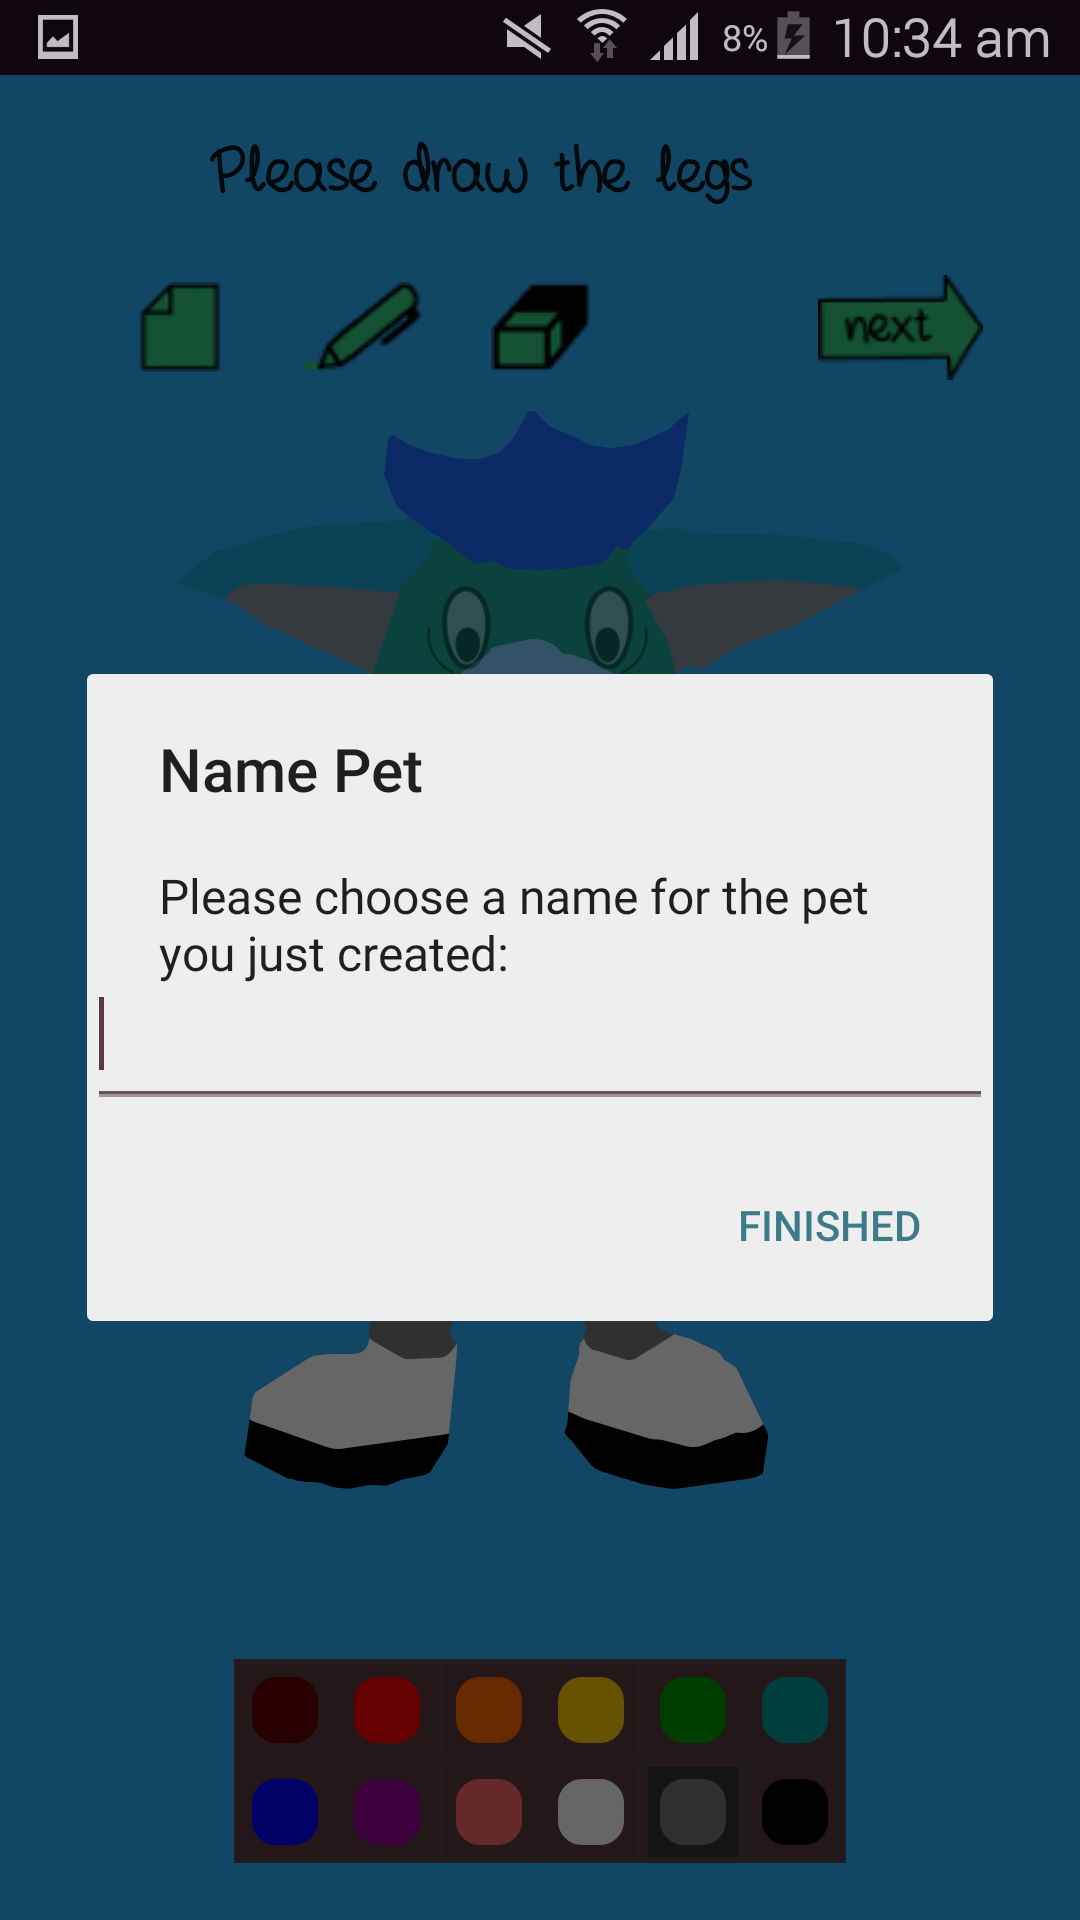 8% 10:34 am
Please draw the legs
next
Name Pet
Please choose a name for the pet
you just created:
FINISHED